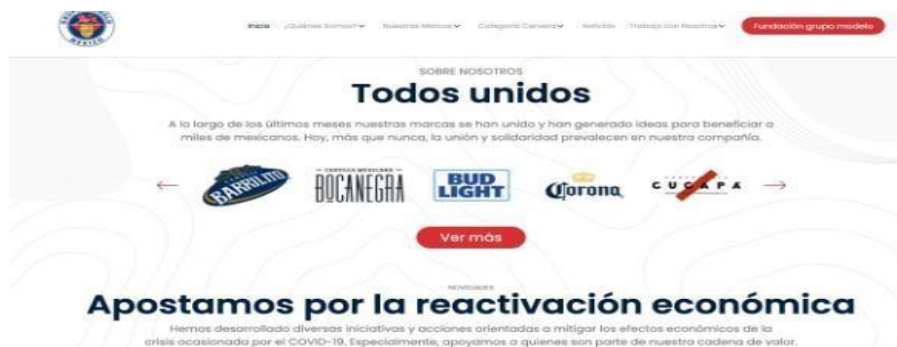 MÉXICO
Inicio
¿Quiénes Somos?
Nuestras Marcas
Categoría Cerveza
Noticias
Trabaja con Nosotros
Fundación grupo modelo
SOBRE NOSOTROS
Todos unidos
A lo largo de los últimos meses nuestras marcas se han unido y han generado ideas para beneficiar a
miles de mexicanos. Hoy, más que nunca, la unión y solidaridad prevalecen en nuestra compañía.
BARRILITO
CERVEZA MEXICANA
BOCANEGRA
BUD
LIGHT
Corona
CUCAPÁ
Ver más
NOVEDADES
Apostamos por la reactivación económica
Hemos desarrollado diversas iniciativas y acciones orientadas a mitigar los efectos económicos de la
crisis ocasionada por el COVID-19, Especialmente, apoyamos a quienes son parte de nuestra cadena de valor.